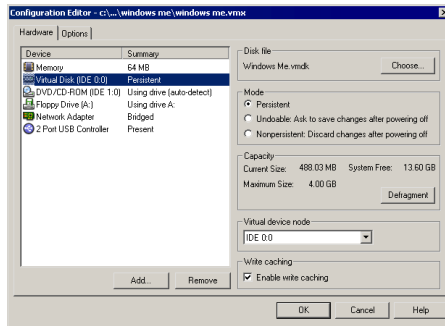 Configuration Editor - c:\...\windows me\windows me.vmx
Hardware
Options
Device Summary
Memory 64 MB
Virtual Disk (IDE 0:0) Persistent
DVD/CD-ROM (IDE 1:0) Using drive (auto-detect)
Floppy Drive (A:) Using drive A:
Network Adapter Bridged
2 Port USB Controller Present
Add...
Remove
Disk file
Windows Me.vmdk
Choose...
Mode
Persistent
Undoable: Ask to save changes after powering off
Nonpersistent: Discard changes after powering off
Capacity
Current Size: 488.03 MB System Free: 13.60 GB
Maximum Size: 4.00 GB
Defragment
Virtual device node
IDE 0:0
Write caching
Enable write caching
OK
Cancel
Help